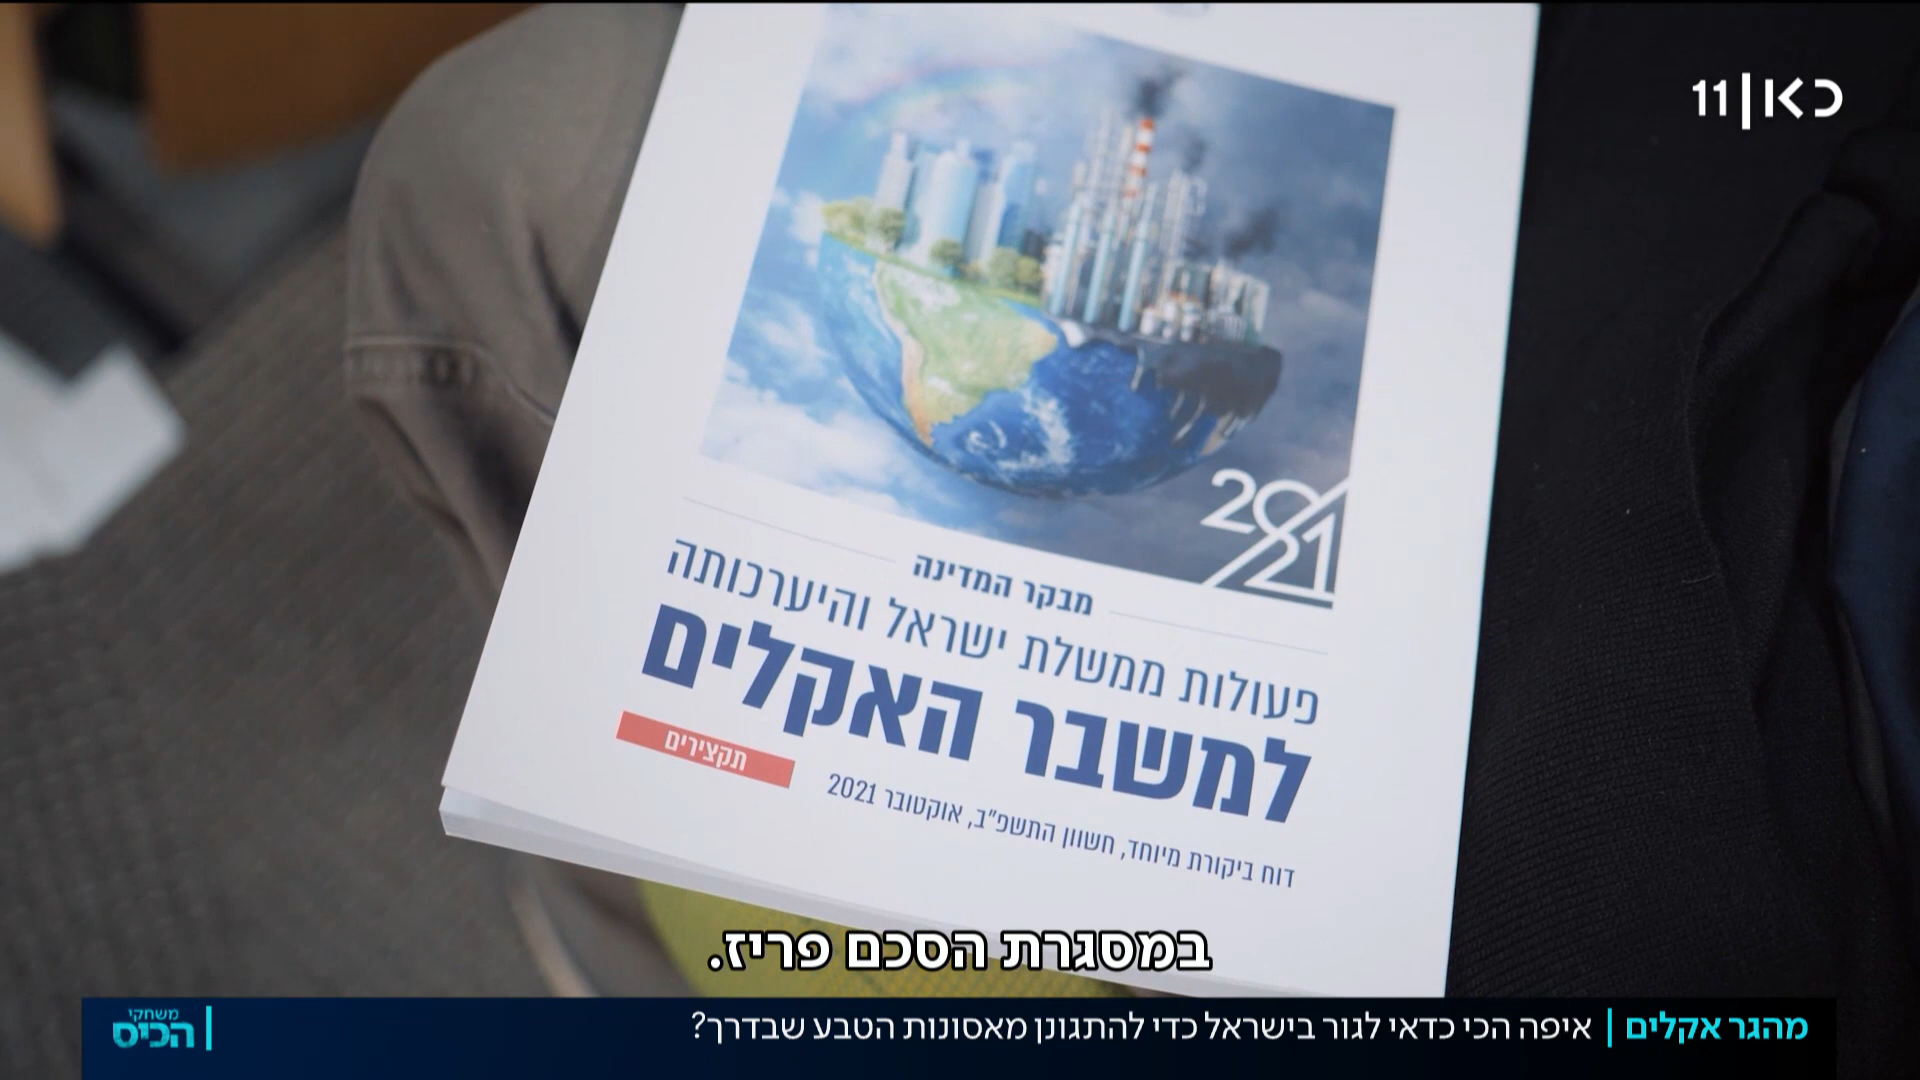 כאן 11
2021
מבקר המדינה
פעולות ממשלת ישראל והיערכותה
למשבר האקלים
תקצירים
דוח ביקורת מיוחד, חשוון התשפ"ב, אוקטובר 2021
במסגרת הסכם פריז.
מהגר אקלים | איפה הכי כדאי לגור בישראל כדי להתגונן מאסונות הטבע שבדרך?
משחקי
הכיס